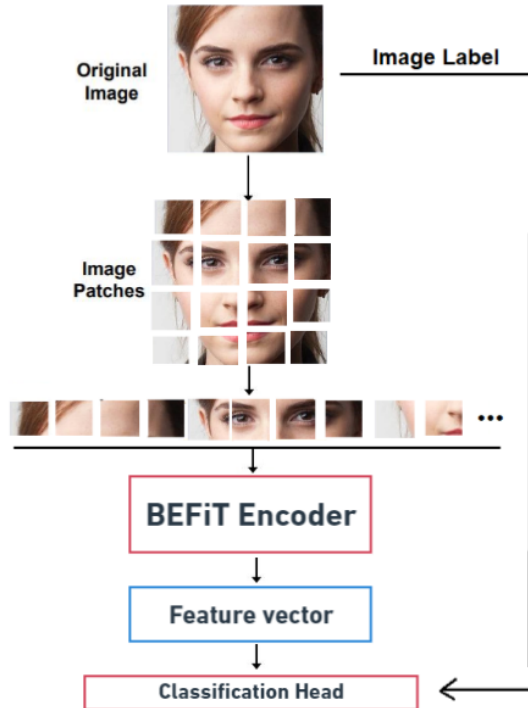 Original
Image
Image Label
Image
Patches
•••
BEFiT Encoder
Feature vector
Classification Head